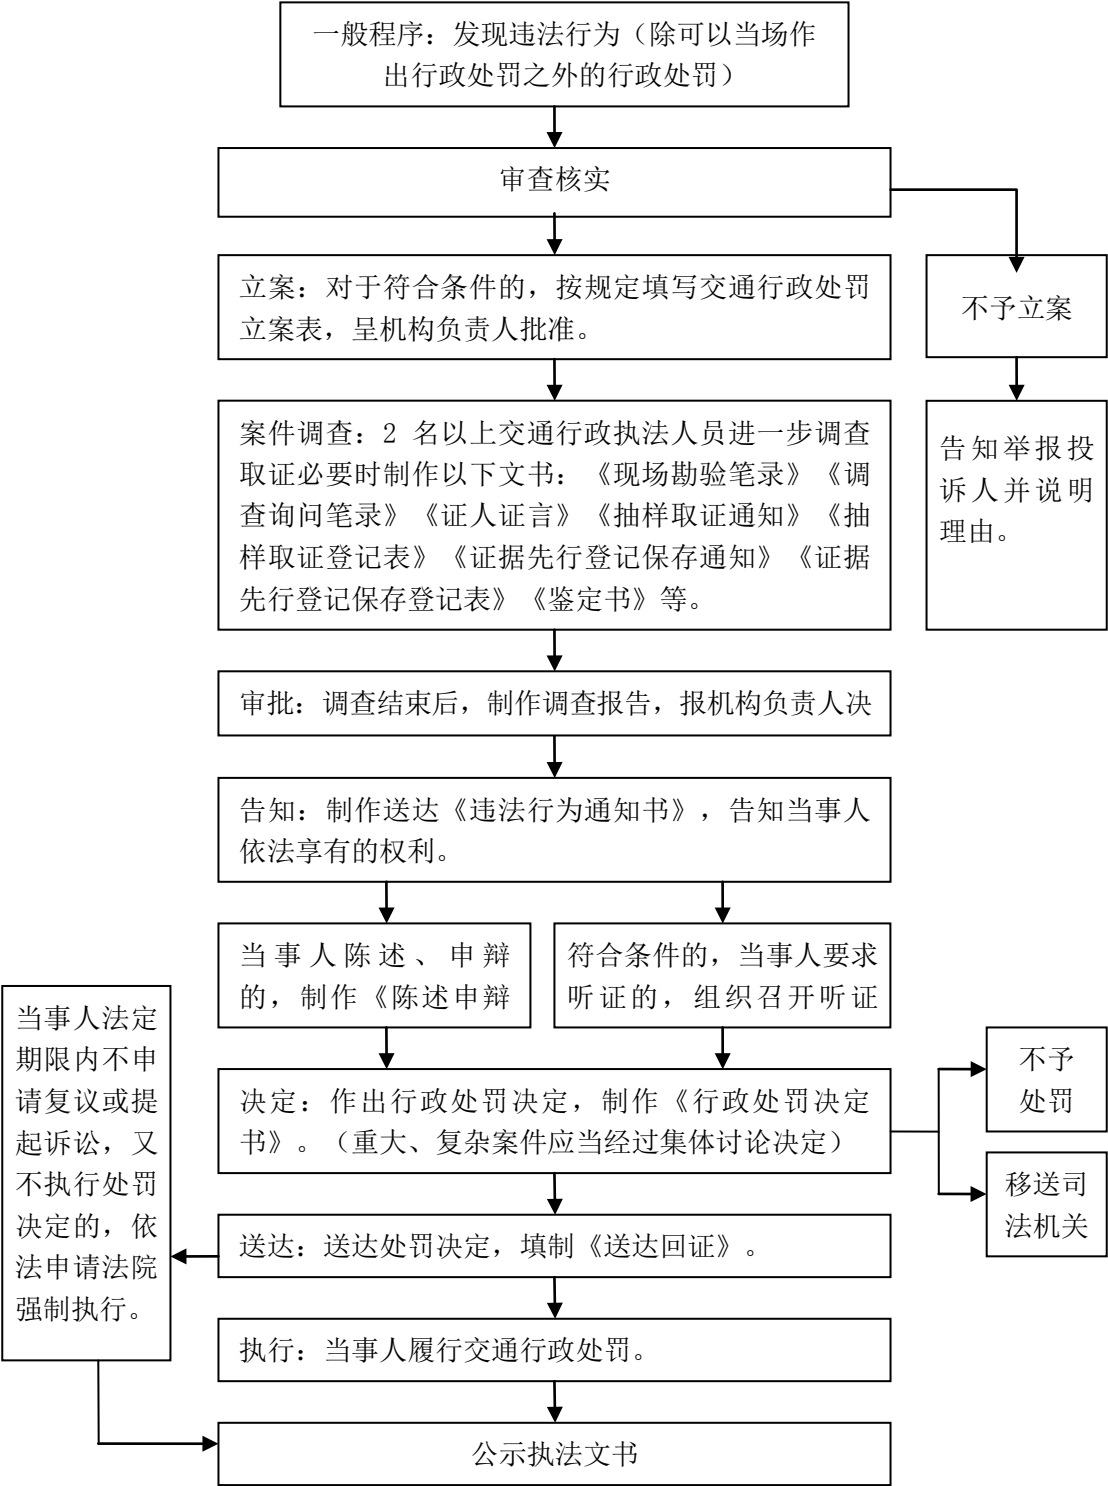 一般程序：发现违法行为（除可以当场作
出行政处罚之外的行政处罚）
审查核实
立案：对于符合条件的，按规定填写交通行政处罚
立案表，呈机构负责人批准。
不予立案
案件调查：2 名以上交通行政执法人员进一步调查
取证必要时制作以下文书：《现场勘验笔录》《调
查询问笔录》《证人证言》《抽样取证通知》《抽
样取证登记表》《证据先行登记保存通知》《证据
先行登记保存登记表》《鉴定书》等。
告知举报投
诉人并说明
理由。
审批：调查结束后，制作调查报告，报机构负责人决
告知：制作送达《违法行为通知书》，告知当事人
依法享有的权利。
当事人陈述、申辩
的，制作《陈述申辩
符合条件的，当事人要求
听证的，组织召开听证
决定：作出行政处罚决定，制作《行政处罚决定
书》。（重大、复杂案件应当经过集体讨论决定）
不予
处罚
移送司
法机关
当事人法定
期限内不申
请复议或提
起诉讼，又
不执行处罚
决定的，依
法申请法院
强制执行。
送达：送达处罚决定，填制《送达回证》。
执行：当事人履行交通行政处罚。
公示执法文书